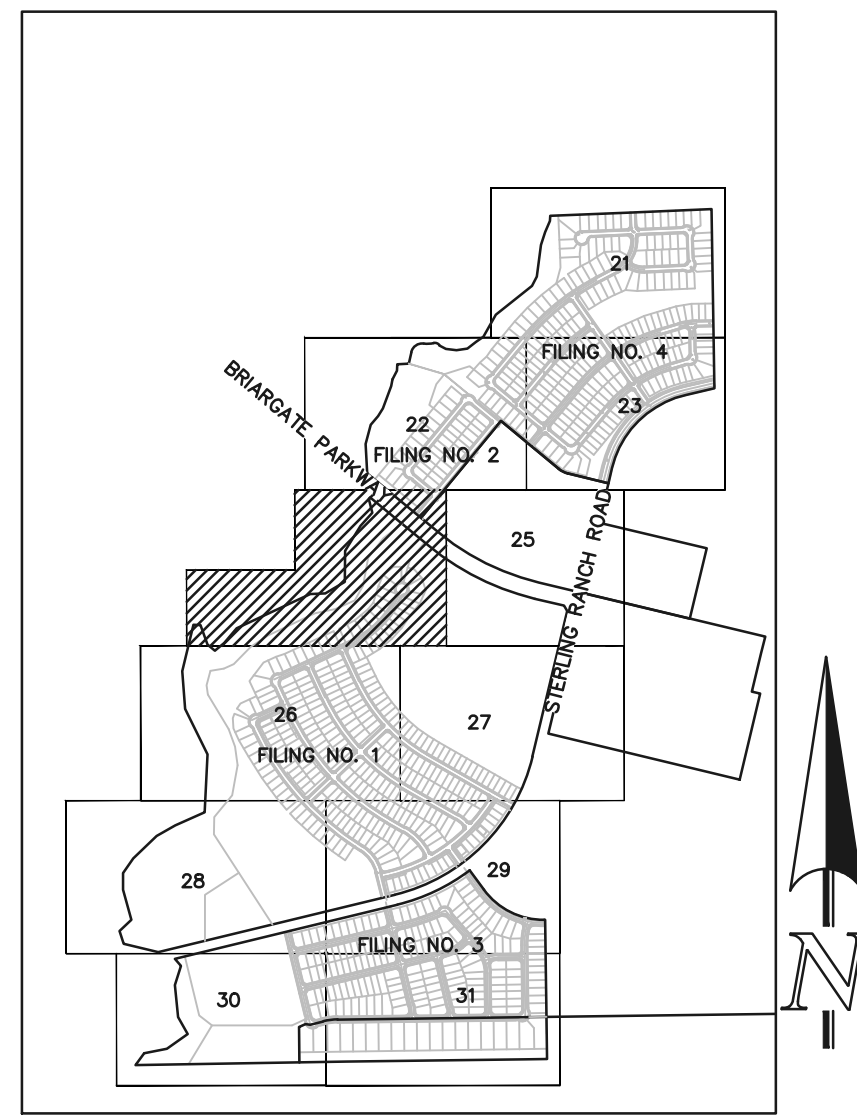 21
FILING NO. 4
23
BRIARGATE PARKWAY
22
FILING NO. 2
25
STERLING RANCH ROAD
26
27
FILING NO. 1
28
29
FILING NO. 3
30
31
N